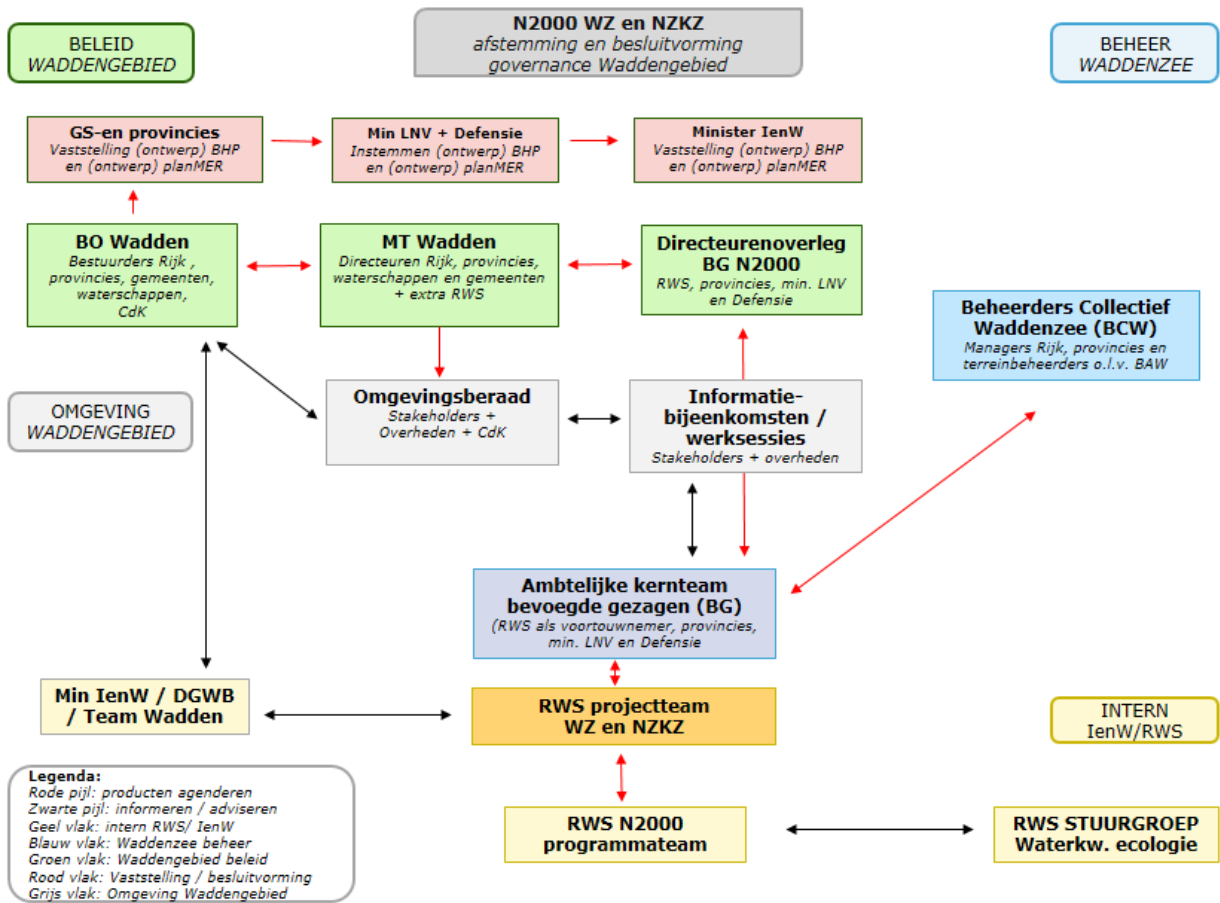 BELEID
WADDENGEBIED
N2000 WZ en NZKZ
afstemming en besluitvorming
governance Waddengebied
BEHEER
WADDENZEE
GS-en provincies
Vaststelling (ontwerp) BHP
en (ontwerp) planMER
Min LNV + Defensie
Instemmen (ontwerp) BHP
en (ontwerp) planMER
Minister IenW
Vaststelling (ontwerp) BHP
en (ontwerp) planMER
BO Wadden
Bestuurders Rijk ,
provincies, gemeenten,
waterschappen,
CdK
MT Wadden
Directeuren Rijk, provincies,
waterschappen en gemeenten
+ extra RWS
Directeurenoverleg
BG N2000
RWS, provincies, min. LNV
en Defensie
Beheerders Collectief
Waddenzee (BCW)
Managers Rijk, provincies en
terreinbeheerders o.l.v. BAW
OMGEVING
WADDENGEBIED
Omgevingsberaad
Stakeholders +
Overheden + CdK
Informatie-
bijeenkomsten /
werksessies
Stakeholders + overheden
Ambtelijke kernteam
bevoegde gezagen (BG)
(RWS als voortouwnemer, provincies,
min. LNV en Defensie
Min IenW / DGWB
/ Team Wadden
RWS projectteam
WZ en NZKZ
INTERN
IenW/RWS
Legenda:
Rode pijl: producten agenderen
Zwarte pijl: informeren / adviseren
Geel vlak: intern RWS/ IenW
Blauw vlak: Waddenzee beheer
Groen vlak: Waddengebied beleid
Rood vlak: Vaststelling / besluitvorming
Grijs vlak: Omgeving Waddengebied
RWS N2000
programmateam
RWS STUURGROEP
Waterkw. ecologie